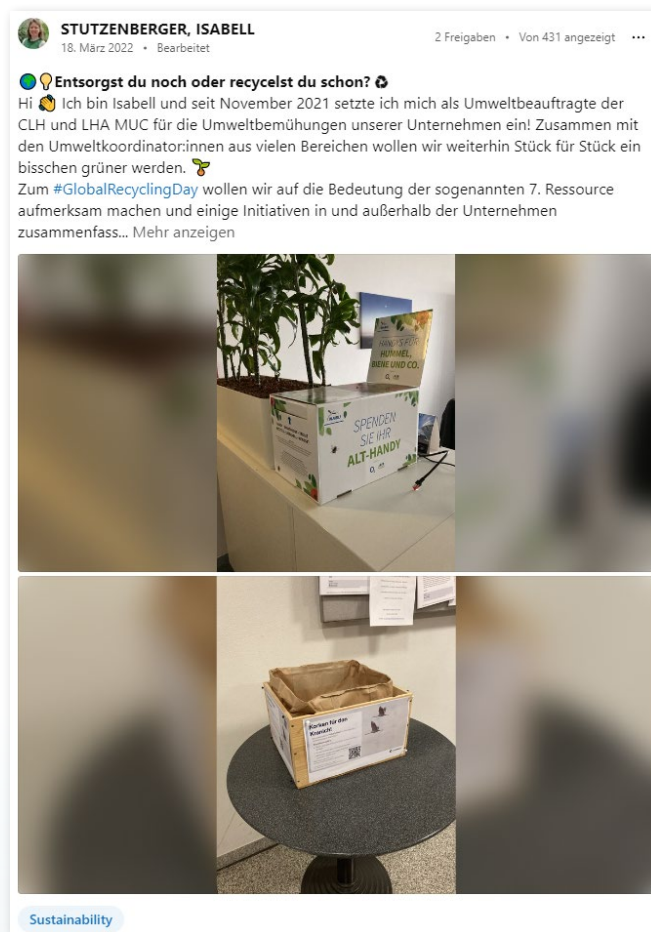 STUTZENBERGER, ISABELL
18. März 2022 • Bearbeitet
2 Freigaben • Von 431 angezeigt
Entsorgst du noch oder recycelst du schon?
Hi 👏 Ich bin Isabell und seit November 2021 setzte ich mich als Umweltbeauftragte der
CLH und LHA MUC für die Umweltbemühungen unserer Unternehmen ein! Zusammen mit
den Umweltkoordinator:innen aus vielen Bereichen wollen wir weiterhin Stück für Stück ein
bisschen grüner werden.
Zum #GlobalRecyclingDay wollen wir auf die Bedeutung der sogenannten 7. Ressource
aufmerksam machen und einige Initiativen in und außerhalb der Unternehmen
zusammenfass... Mehr anzeigen
HANDYS FÜR
HUMMEL,
BIENE UND CO.
SPENDEN
SIE IHR
ALT-HANDY
Korken für den
Kranich!
Sustainability